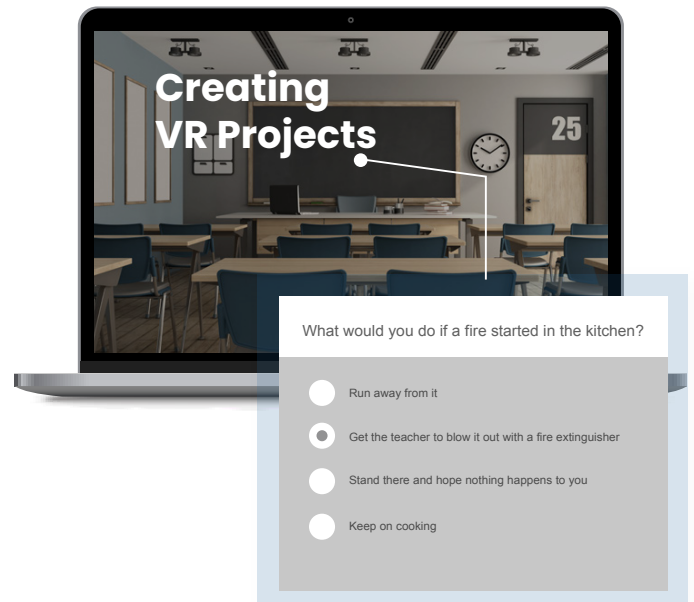 Creating
VR Projects
25
What would you do if a fire started in the kitchen?
Run away from it
Get the teacher to blow it out with a fire extinguisher
Stand there and hope nothing happens to you
Keep on cooking